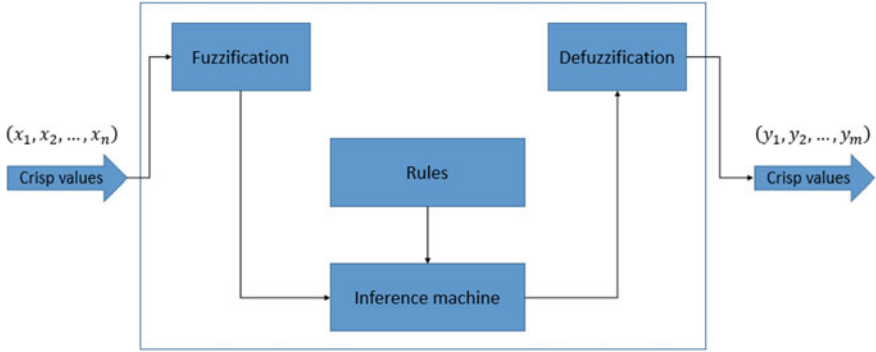 Fuzzification
Defuzzification
(x₁, x₂, ..., xₙ)
(y₁, y₂, ..., yₘ)
Crisp values
Rules
Crisp values
Inference machine